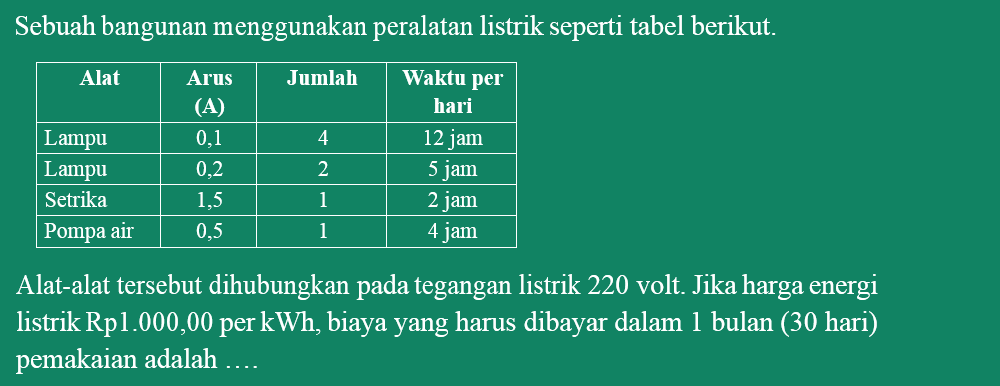 Sebuah bangunan menggunakan peralatan listrik seperti tabel berikut.
Alat Arus (A) Jumlah Waktu per hari
Lampu 0,1 4 12 jam
Lampu 0,2 2 5 jam
Setrika 1,5 1 2 jam
Pompa air 0,5 1 4 jam
Alat-alat tersebut dihubungkan pada tegangan listrik 220 volt. Jika harga energi
listrik Rp1.000,00 per kWh, biaya yang harus dibayar dalam 1 bulan (30 hari)
pemakaian adalah ….